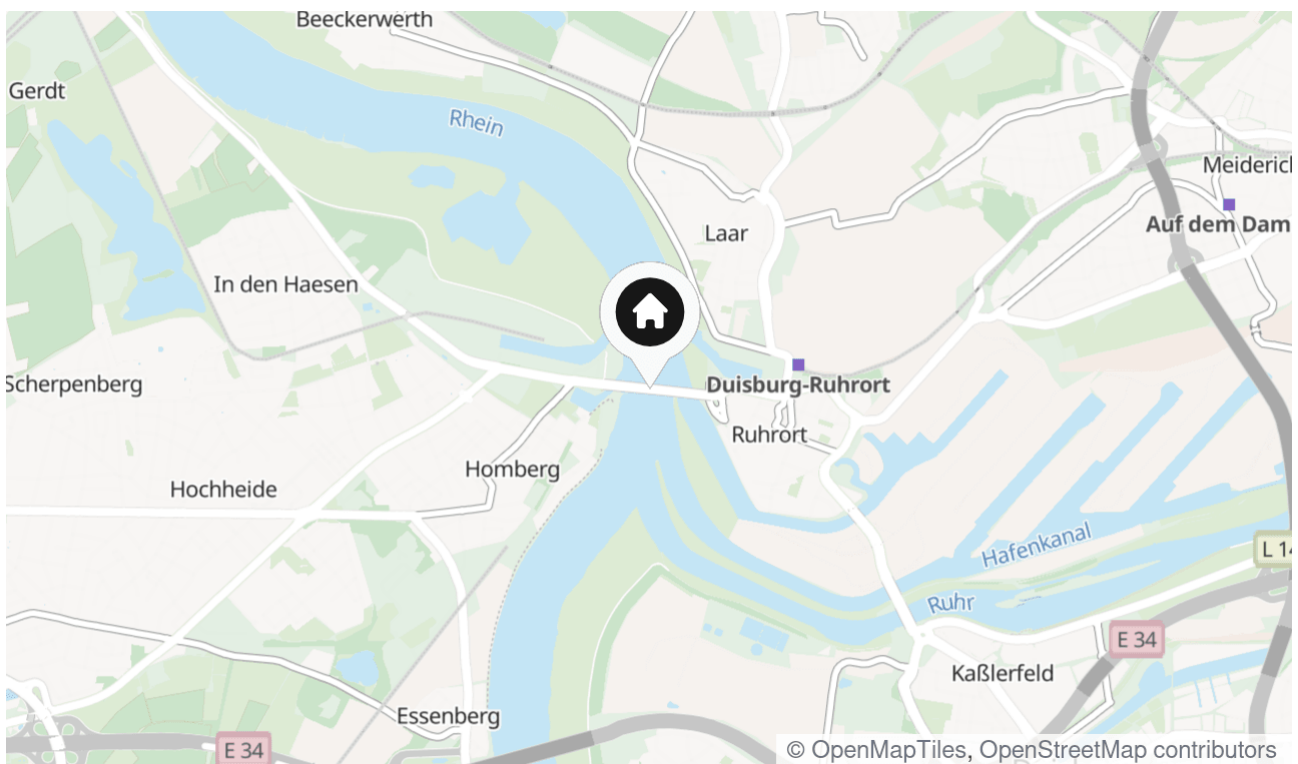 Beeckerwerth
Gerdt
Rhein
Meiderich
Auf dem Dam
Laar
In den Haesen
Scherpenberg
Duisburg-Ruhrort
Ruhrort
Homberg
Hochheide
Hafenkanal
L 14
Ruhr
E 34
Kaßlerfeld
Essenberg
E 34
© OpenMapTiles, OpenStreetMap contributors